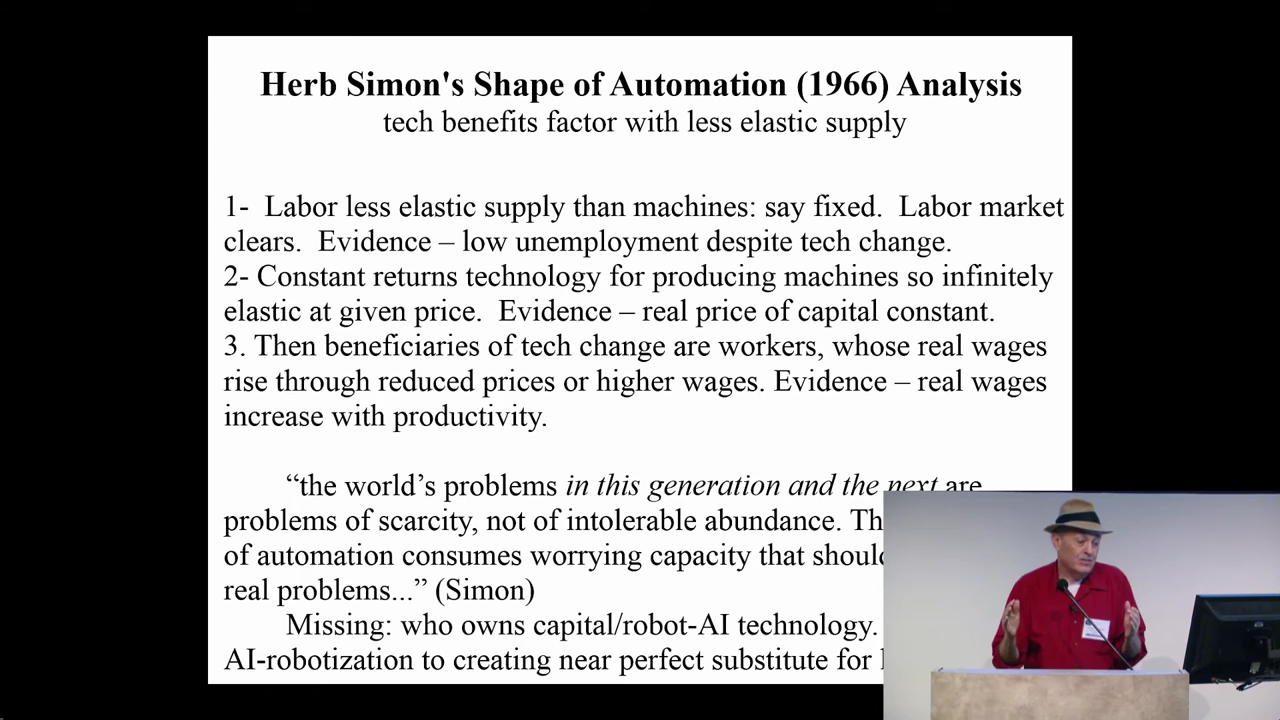 Herb Simon's Shape of Automation (1966) Analysis
tech benefits factor with less elastic supply
1- Labor less elastic supply than machines: say fixed. Labor market
clears. Evidence – low unemployment despite tech change.
2- Constant returns technology for producing machines so infinitely
elastic at given price. Evidence – real price of capital constant.
3. Then beneficiaries of tech change are workers, whose real wages
rise through reduced prices or higher wages. Evidence – real wages
increase with productivity.
“the world’s problems in this generation and the next are
problems of scarcity, not of intolerable abundance.
of automation consumes worrying capacity that
real problems...” (Simon)
Missing: who owns capital/robot-AI technology.
AI-robotization to creating near perfect substitute for